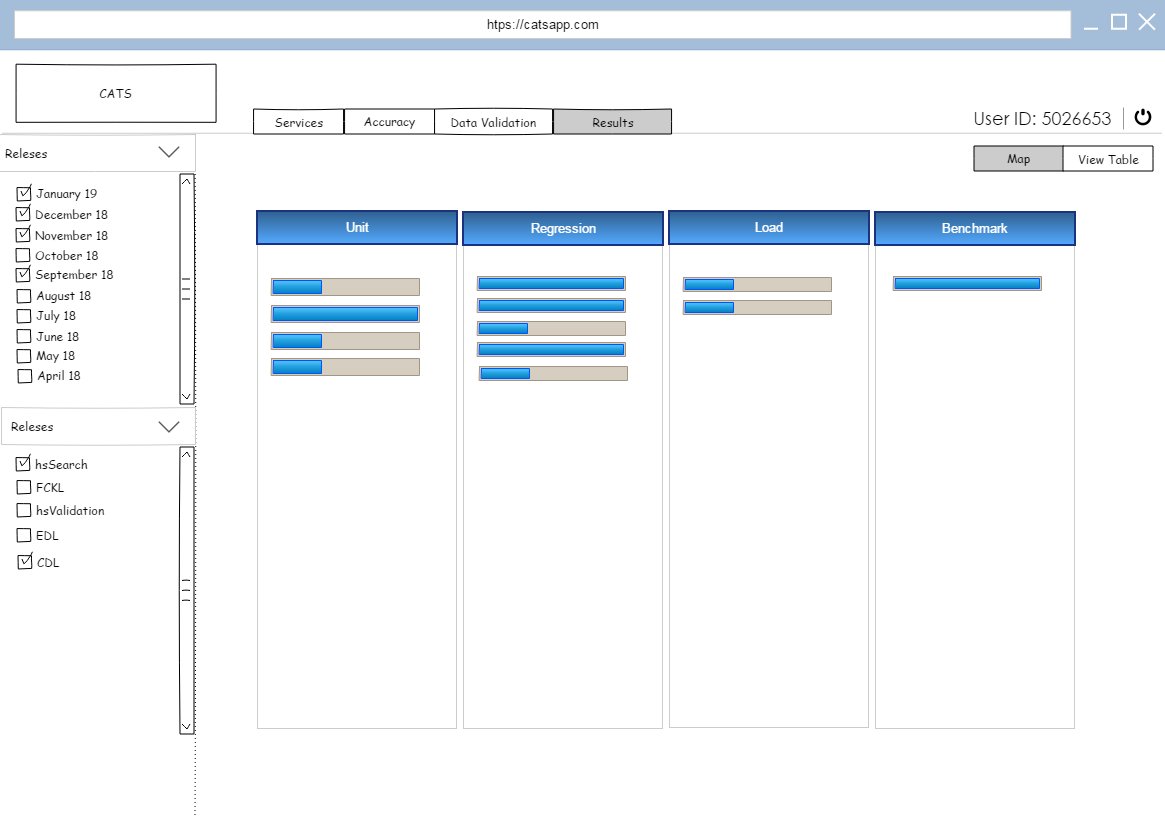 htps://catsapp.com
CATS
Services
Accuracy
Data Validation
Results
User ID: 5026653
Map
View Table
Releses
January 19
December 18
November 18
October 18
September 18
August 18
July 18
June 18
May 18
April 18
Releses
hsSearch
FCKL
hsValidation
EDL
CDL
Unit
Regression
Load
Benchmark